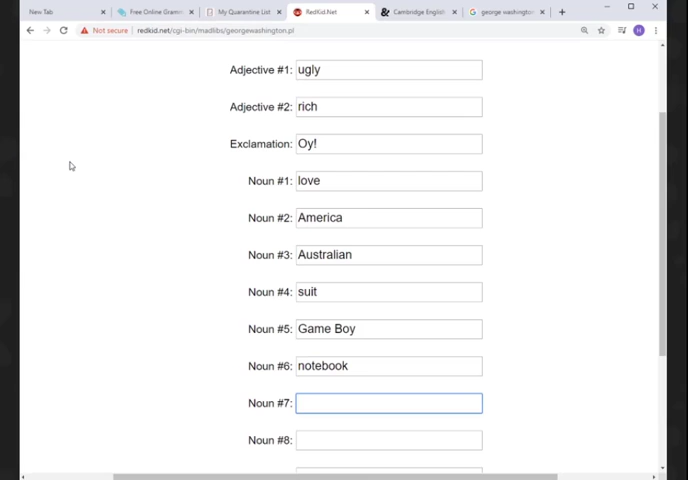 New Tab
Free Online Gramm
My Quarantine List
RedKid.Net
Cambridge English
george washington
Not secure
redkid.net/cgi-bin/madlibs/georgewashington.pl
H
Adjective #1: ugly
Adjective #2: rich
Exclamation: Oy!
Noun #1: love
Noun #2: America
Noun #3: Australian
Noun #4: suit
Noun #5: Game Boy
Noun #6: notebook
Noun #7:
Noun #8: